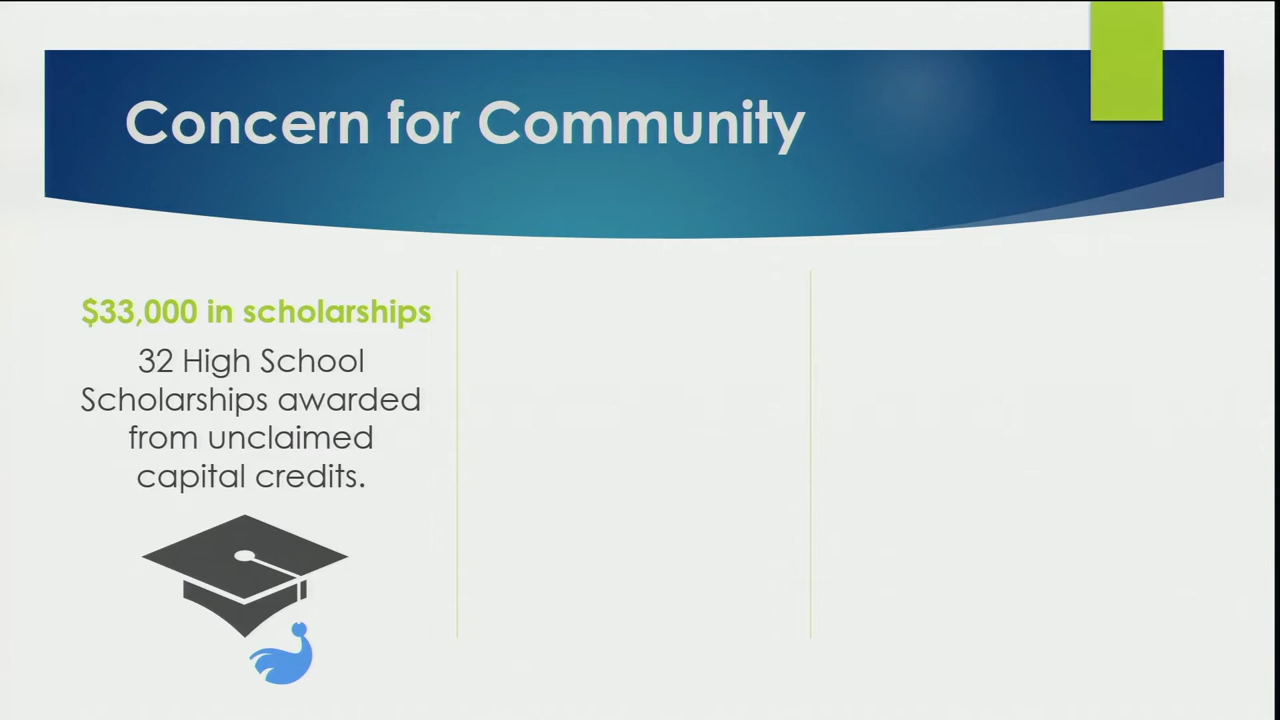 Concern for Community
$33,000 in scholarships
32 High School
Scholarships awarded
from unclaimed
capital credits.